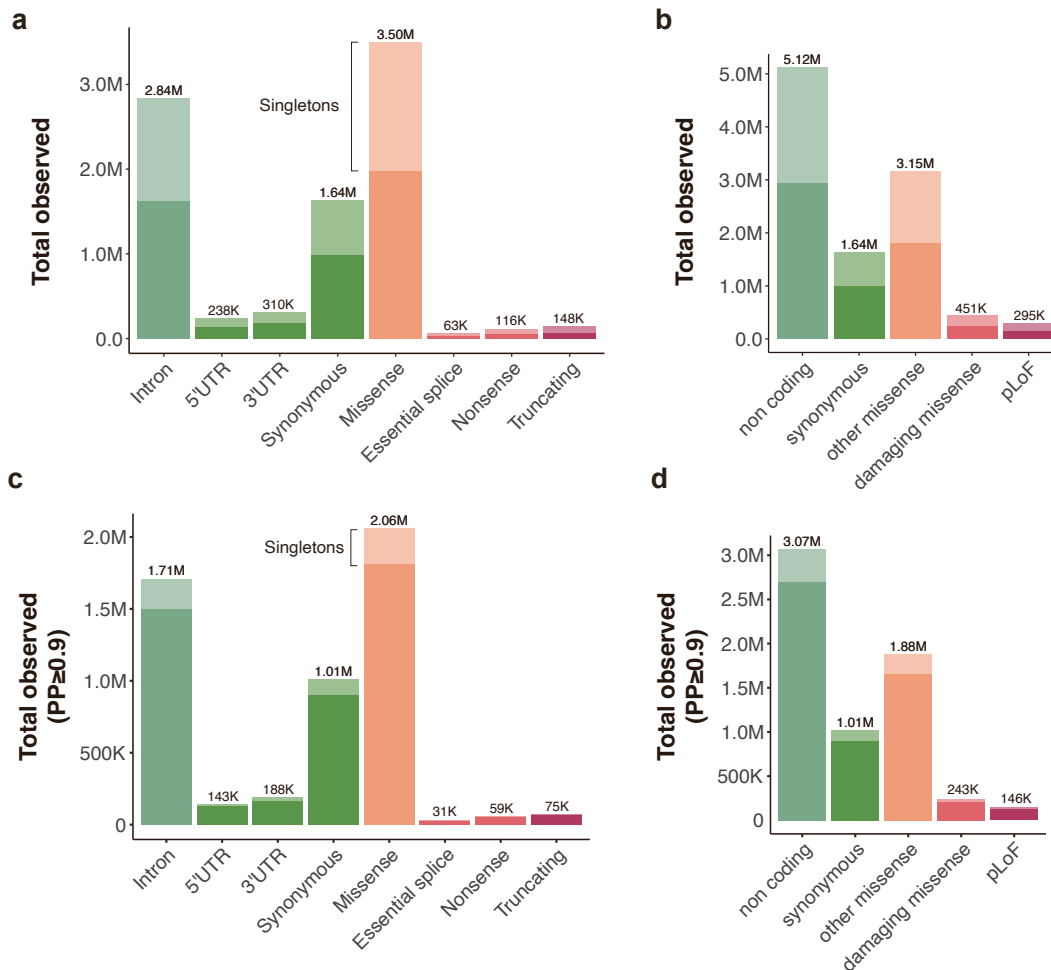 a
Total observed
3.0M
2.0M
1.0M
0.0
2.84M
238K
310K
1.64M
3.50M
63K
116K
148K
Singletons
Intron
5'UTR
3'UTR
Synonymous
Missense
Essential splice
Nonsense
Truncating
b
Total observed
5.0M
4.0M
3.0M
2.0M
1.0M
0.0
5.12M
1.64M
3.15M
451K
295K
non coding
synonymous
other missense
damaging missense
pLoF
c
Total observed
(PP≥0.9)
2.0M
1.5M
1.0M
500K
0
1.71M
143K
188K
1.01M
2.06M
31K
59K
75K
Singletons
Intron
5'UTR
3'UTR
Synonymous
Missense
Essential splice
Nonsense
Truncating
d
Total observed
(PP≥0.9)
3.0M
2.5M
2.0M
1.5M
1.0M
500K
0
3.07M
1.01M
1.88M
243K
146K
non coding
synonymous
other missense
damaging missense
pLoF